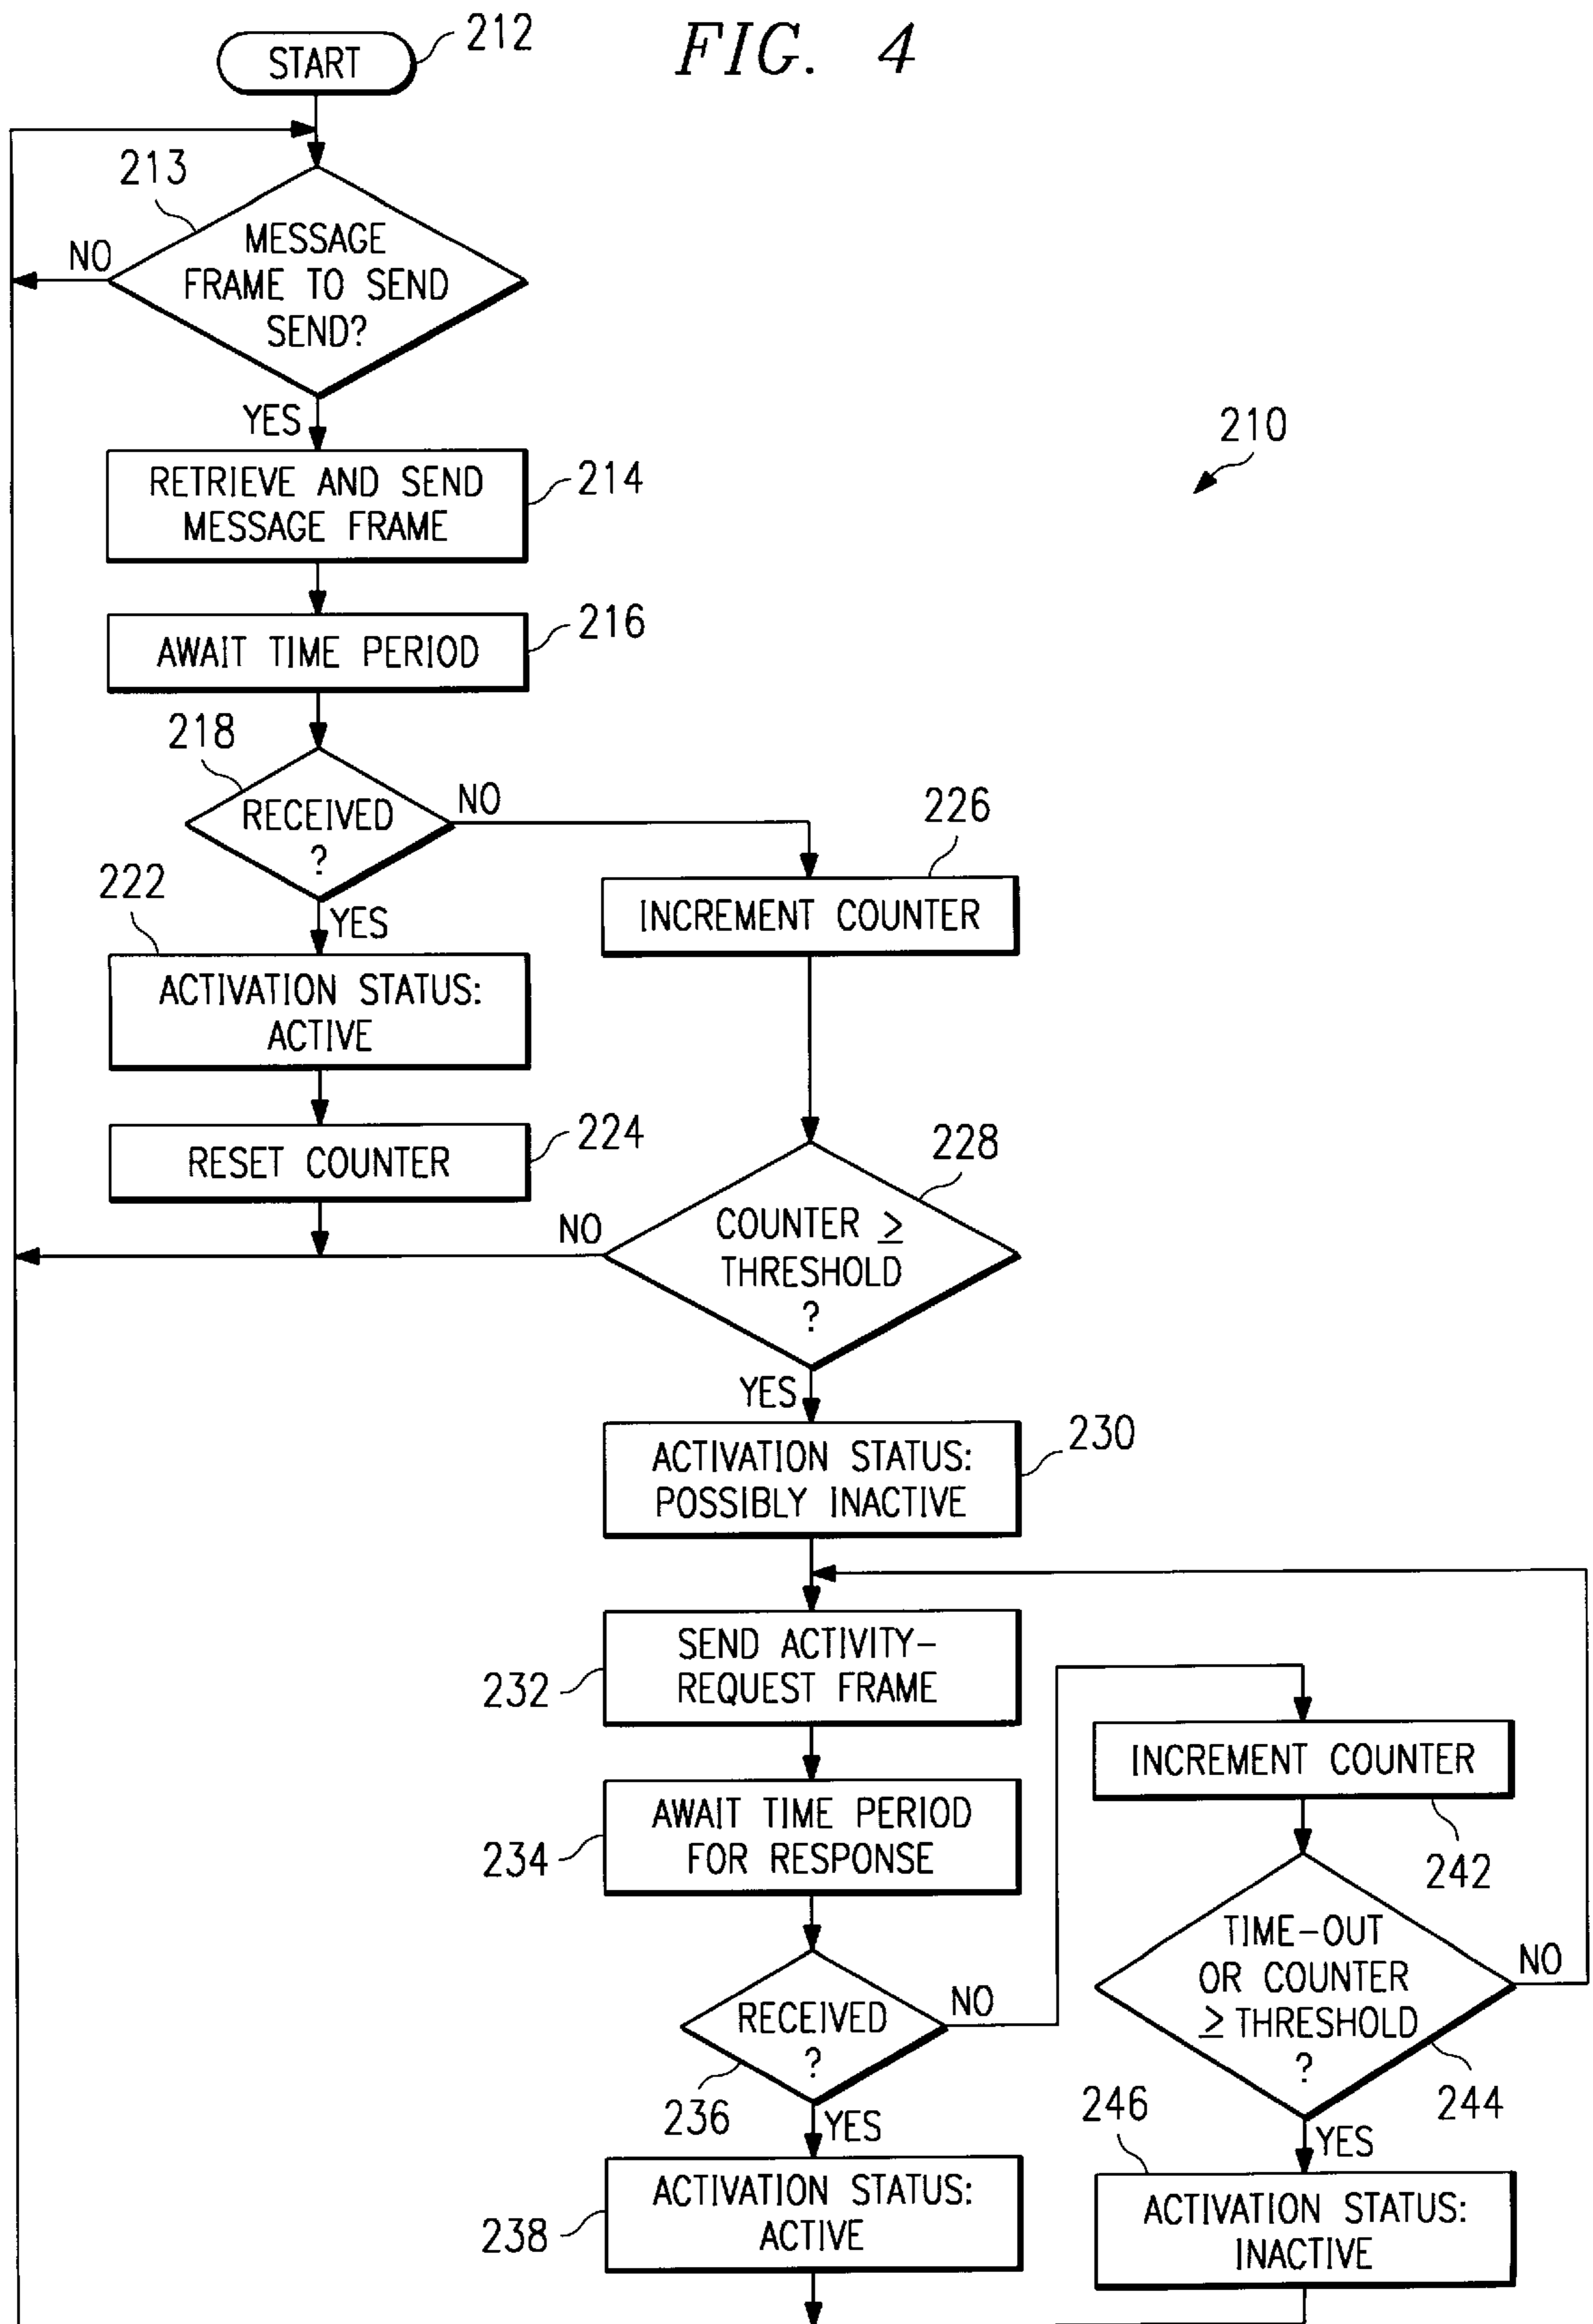 FIG. 4
START
212
213
MESSAGE
FRAME TO SEND
SEND?
NO
YES
210
RETRIEVE AND SEND
MESSAGE FRAME
214
AWAIT TIME PERIOD
216
218
RECEIVED
?
NO
YES
226
INCREMENT COUNTER
222
ACTIVATION STATUS:
ACTIVE
RESET COUNTER
224
228
COUNTER ≥
THRESHOLD
?
NO
YES
ACTIVATION STATUS:
POSSIBLY INACTIVE
230
SEND ACTIVITY-
REQUEST FRAME
232
AWAIT TIME PERIOD
FOR RESPONSE
234
RECEIVED
?
NO
236
YES
INCREMENT COUNTER
242
TIME-OUT
OR COUNTER
≥ THRESHOLD
?
NO
244
YES
ACTIVATION STATUS:
ACTIVE
238
246
ACTIVATION STATUS:
INACTIVE